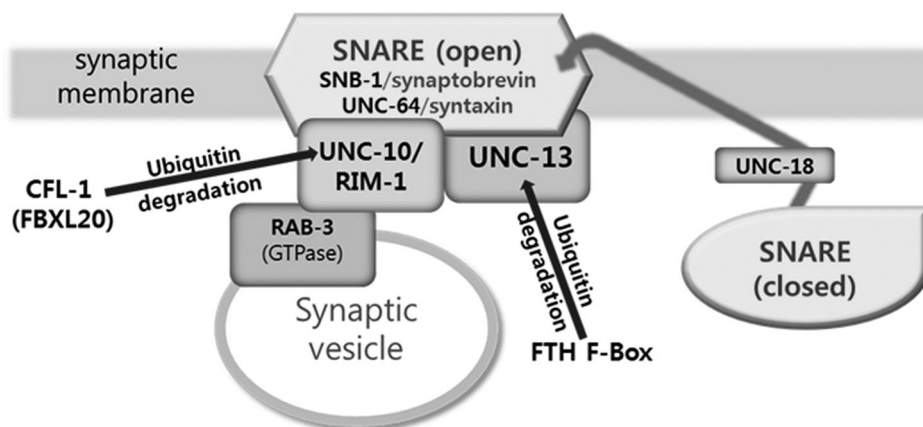 synaptic
membrane
SNARE (open)
SNB-1/synaptobrevin
UNC-64/syntaxin
UNC-10/
RIM-1
UNC-13
UNC-18
Ubiquitin
degradation
CFL-1
(FBXL20)
RAB-3
(GTPase)
Ubiquitin
degradation
SNARE
(closed)
Synaptic
vesicle
FTH F-Box